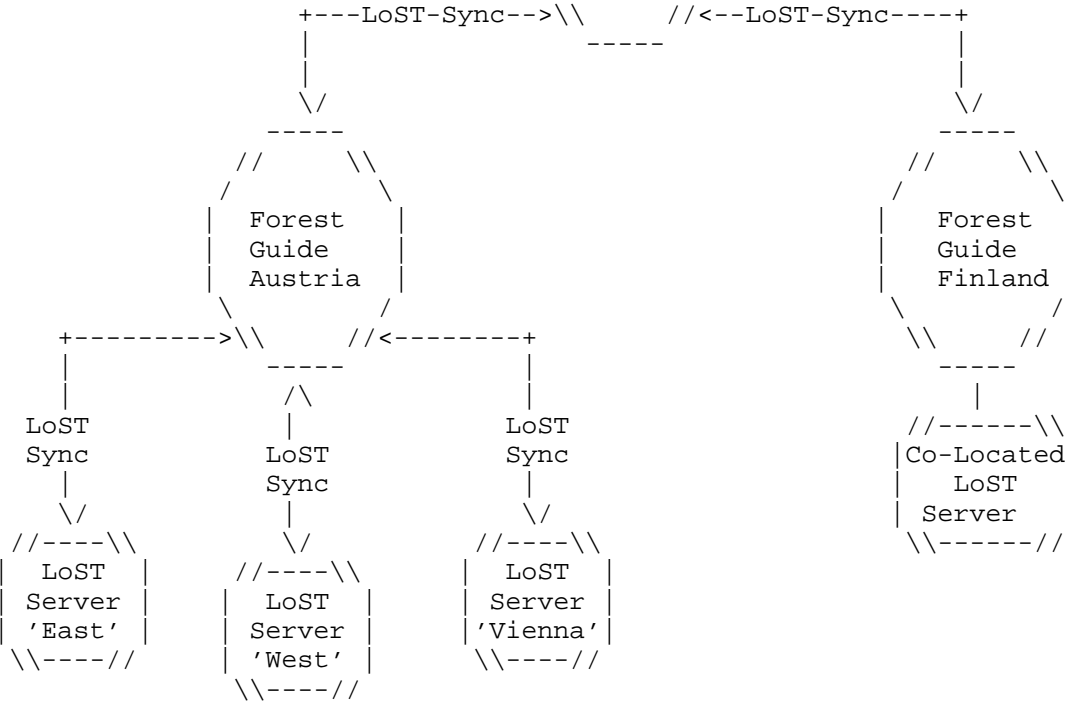 LoST-Sync LoST-Sync
Forest Forest
Guide Guide
Austria Finland
LoST LoST
Sync LoST Sync Co-Located
Sync LoST
Server
LoST LoST
Server LoST Server
'East' Server 'Vienna'
'West'